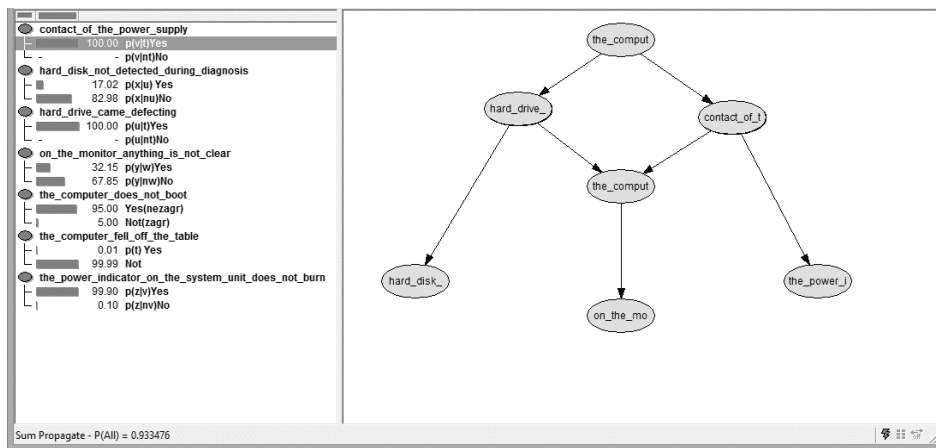 contact_of_the_power_supply
100.00 p(v|t)Yes
- - p(v|nt)No
hard_disk_not_detected_during_diagnosis
17.02 p(x|u) Yes
82.98 p(x|nu)No
hard_drive_came_defecting
100.00 p(u|t)Yes
- - p(u|nt)No
on_the_monitor_anything_is_not_clear
32.15 p(y|w)Yes
67.85 p(y|nw)No
the_computer_does_not_boot
95.00 Yes(nezagr)
5.00 Not(zagr)
the_computer_fell_off_the_table
0.01 p(t) Yes
99.99 Not
the_power_indicator_on_the_system_unit_does_not_burn
99.90 p(z|v)Yes
0.10 p(z|nv)No
the_comput
hard_drive_
contact_of_t
the_comput
hard_disk_
the_power_i
on_the_mo
Sum Propagate - P(All) = 0.933476
off